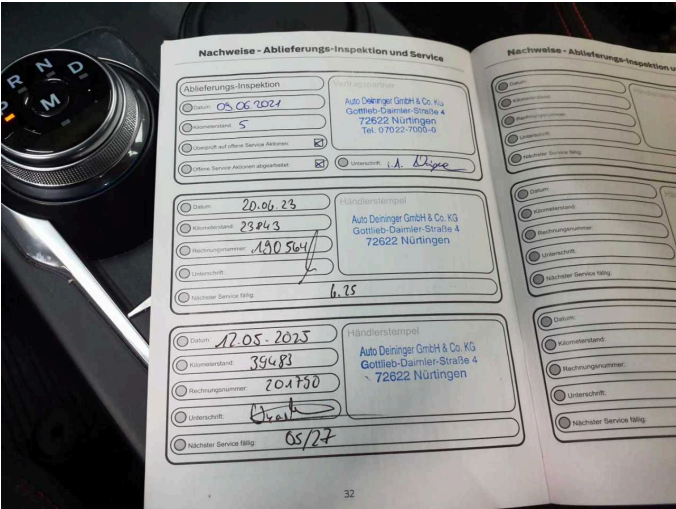 P R N D
M
Nachweise - Ablieferungs-Inspektion und Service
Ablieferungs-Inspektion
Datum: 09.06.2021
Kilometerstand: 5
Überprüft auf offene Service Aktionen:
Offene Service Aktionen abgearbeitet:
Vertragspartner
Auto Deininger GmbH & Co. KG
Gottlieb-Daimler-Straße 4
72622 Nürtingen
Tel. 07022-7000-0
Unterschrift:
Datum: 20.06.23
Kilometerstand: 23843
Rechnungsnummer: 190564
Unterschrift:
Nächster Service fällig: 6.25
Händlerstempel
Auto Deininger GmbH & Co. KG
Gottlieb-Daimler-Straße 4
72622 Nürtingen
Datum: 12.05.2025
Kilometerstand: 39483
Rechnungsnummer: 201790
Unterschrift:
Nächster Service fällig: 05/27
Händlerstempel
Auto Deininger GmbH & Co. KG
Gottlieb-Daimler-Straße 4
72622 Nürtingen
32
Nachweise - Ablieferungs-Inspektion u
Datum:
Kilometerstand:
Rechnungsnummer:
Unterschrift:
Nächster Service fällig:
Datum:
Kilometerstand:
Rechnungsnummer:
Unterschrift:
Nächster Service fällig:
Datum:
Kilometerstand:
Rechnungsnummer:
Unterschrift:
Nächster Service fällig: